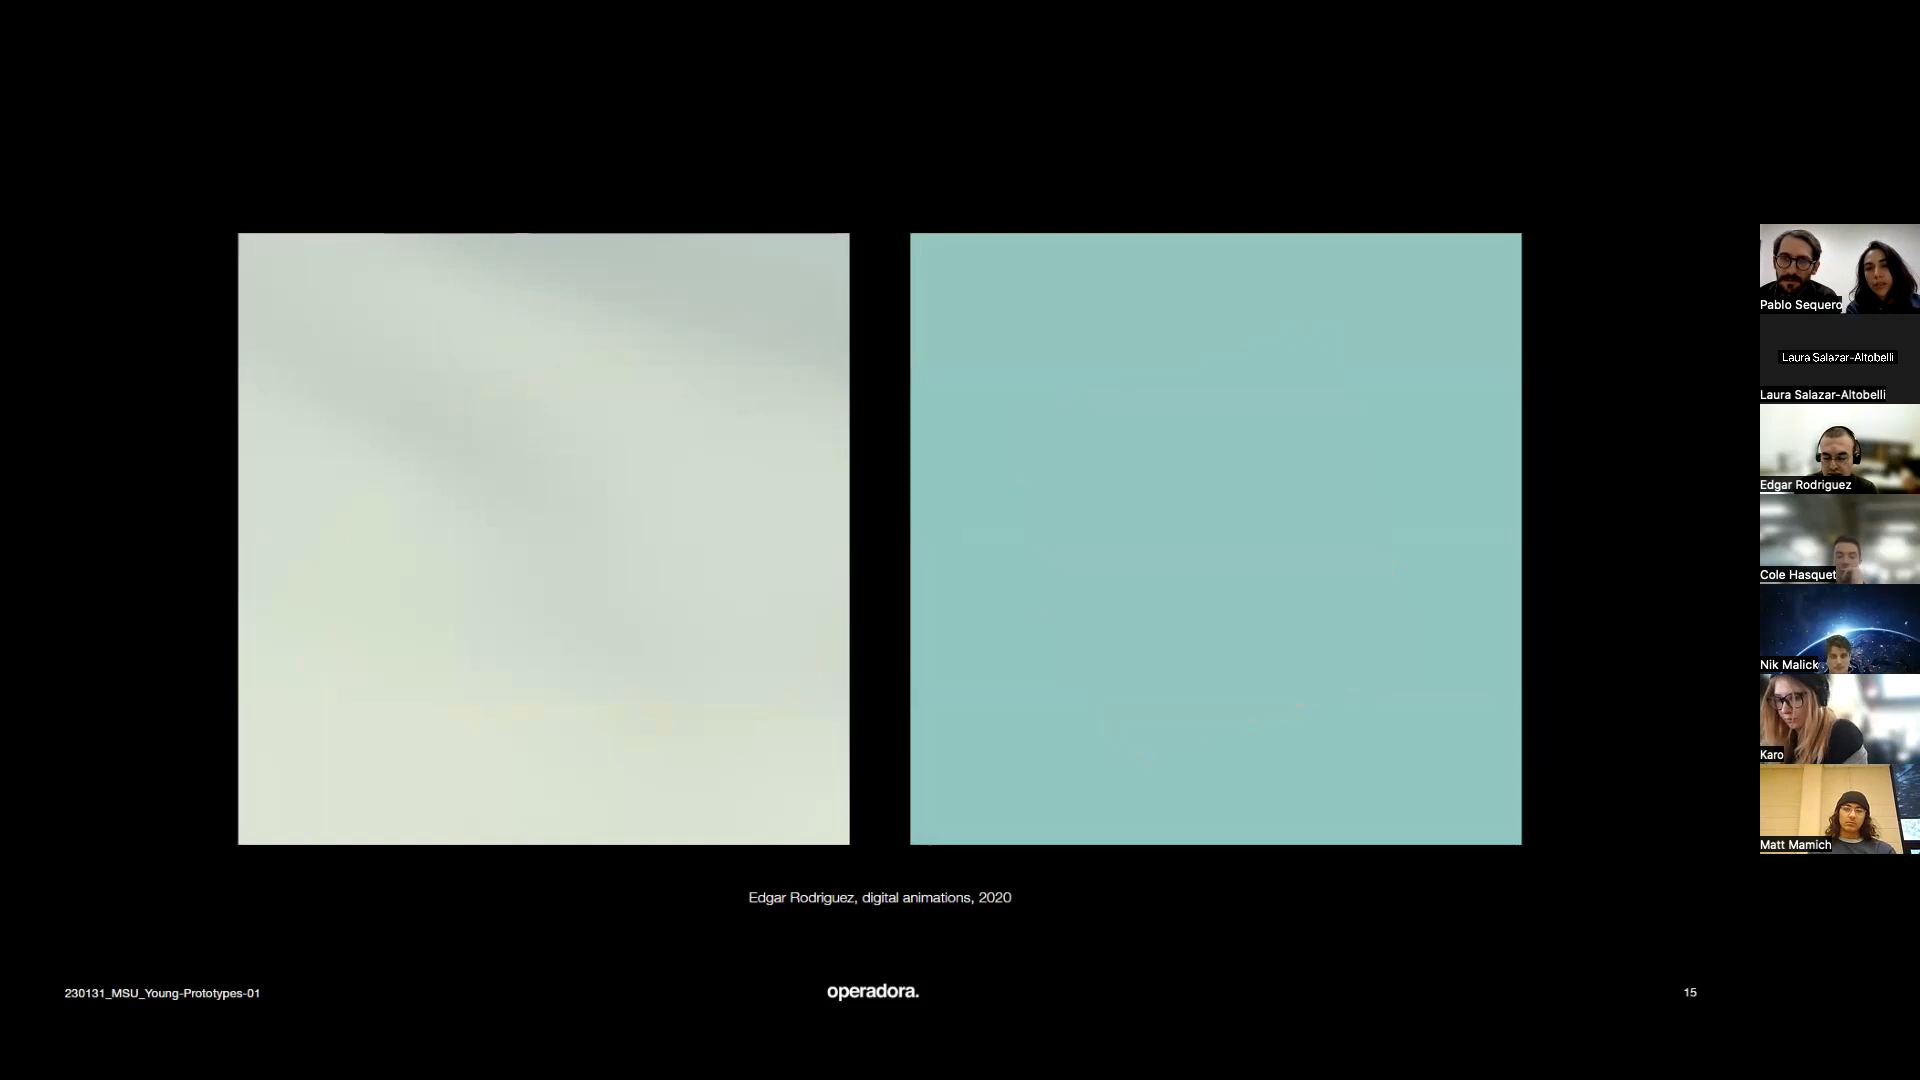 Edgar Rodriguez, digital animations, 2020
230131_MSU_Young-Prototypes-01
operadora.
15
Pablo Sequero
Laura Salazar-Altobelli
Laura Salazar-Altobelli
Edgar Rodriguez
Cole Hasquet
Nik Malick
Karo
Matt Mamich